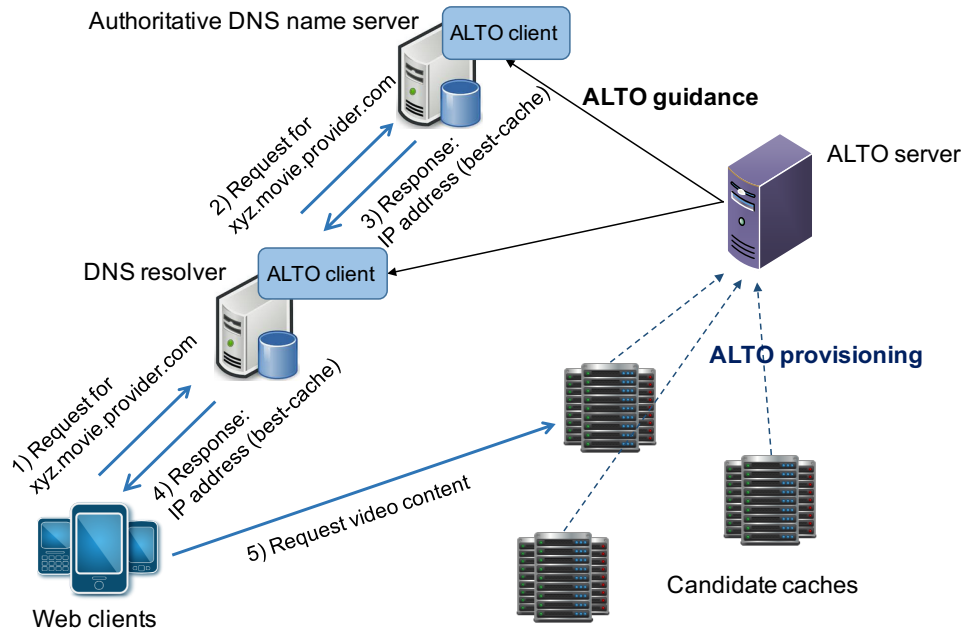 Authoritative DNS name server
ALTO client
ALTO guidance
ALTO server
2) Request for
xyz.movie.provider.com
3) Response:
IP address (best-cache)
DNS resolver
ALTO client
ALTO provisioning
1) Request for
xyz.movie.provider.com
4) Response:
IP address (best-cache)
5) Request video content
Web clients
Candidate caches